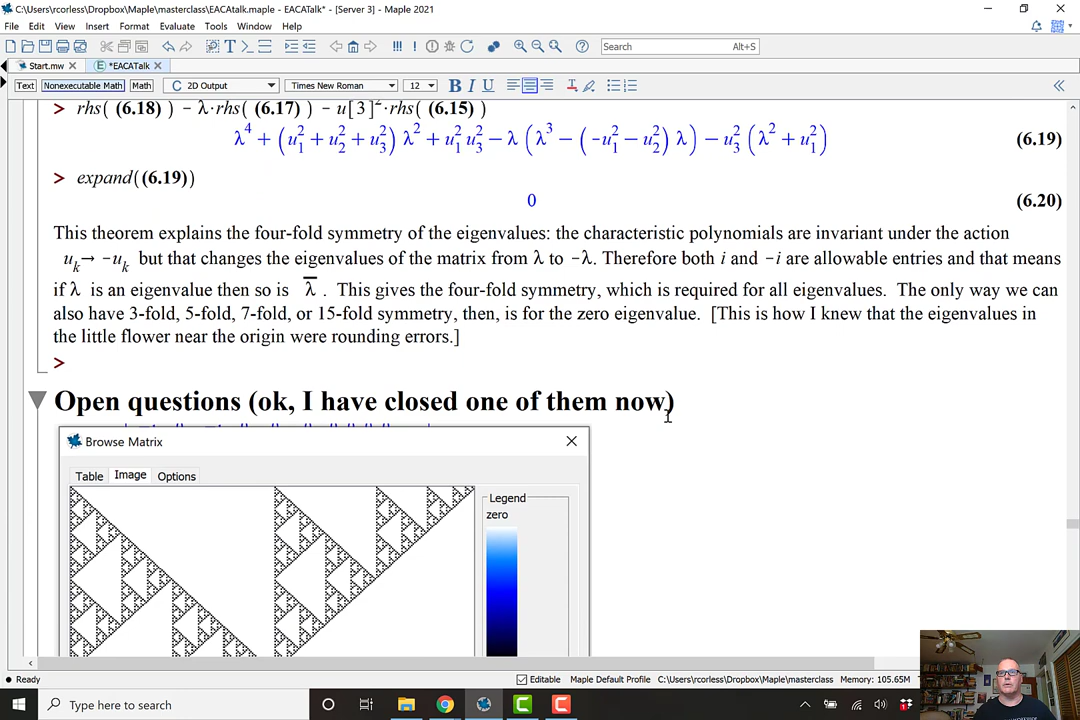 C:\Users\rcorless\Dropbox\Maple\masterclass\EACAtalk.maple - EACATalk* - [Server 3] - Maple 2021
File Edit View Insert Format Evaluate Tools Window Help
Search Alt+S
Start.mw *EACATalk
Text Nonexecutable Math Math C 2D Output Times New Roman 12 B I U
> rhs( (6.18) ) − λ·rhs( (6.17) ) − u[3]²·rhs( (6.15) )
λ⁴ + (u₁² + u₂² + u₃²) λ² + u₁² u₃² − λ (λ³ − (−u₁² − u₂²) λ) − u₃² (λ² + u₁²) (6.19)
> expand((6.19))
0 (6.20)
This theorem explains the four-fold symmetry of the eigenvalues: the characteristic polynomials are invariant under the action
uₖ→ −uₖ but that changes the eigenvalues of the matrix from λ to −λ. Therefore both i and −i are allowable entries and that means
if λ is an eigenvalue then so is λ̅ . This gives the four-fold symmetry, which is required for all eigenvalues. The only way we can
also have 3-fold, 5-fold, 7-fold, or 15-fold symmetry, then, is for the zero eigenvalue. [This is how I knew that the eigenvalues in
the little flower near the origin were rounding errors.]
>
Open questions (ok, I have closed one of them now)
Browse Matrix
Table Image Options
Legend
zero
Ready Editable Maple Default Profile C:\Users\rcorless\Dropbox\Maple\masterclass Memory: 105.65M
Type here to search